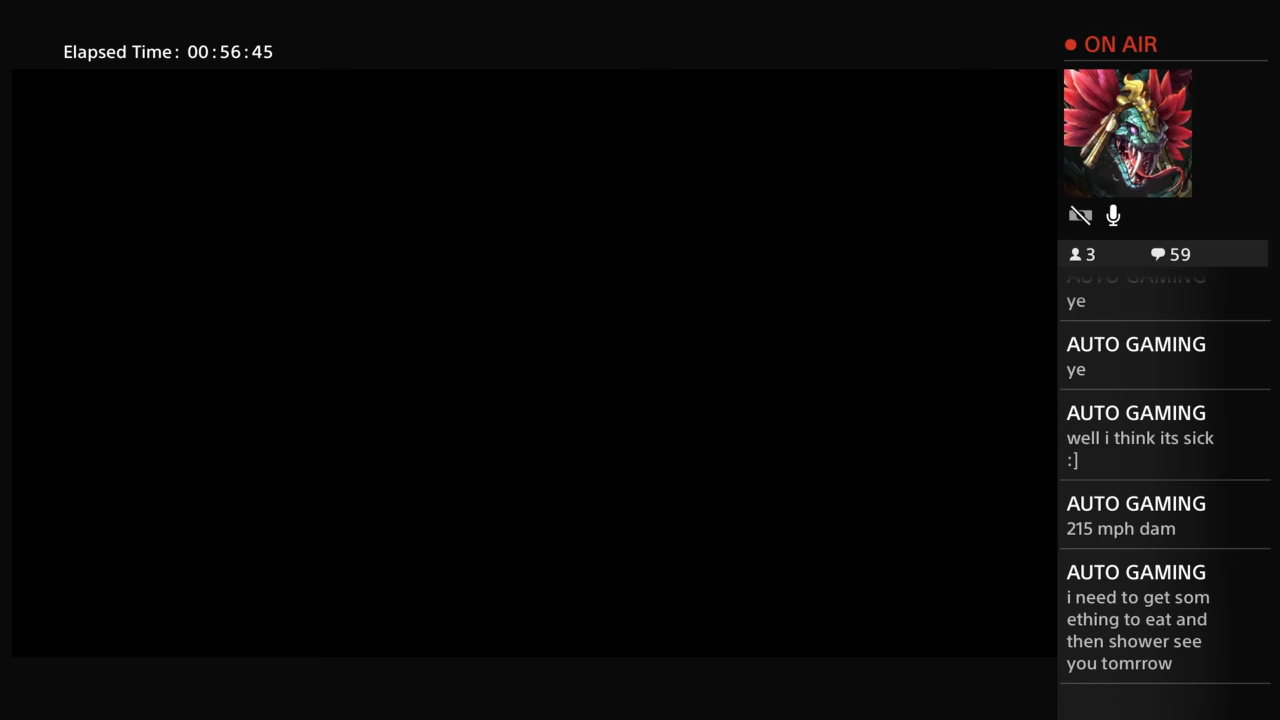 Elapsed Time: 00:56:45
ON AIR
3 59
AUTO GAMING
ye
AUTO GAMING
ye
AUTO GAMING
well i think its sick
:]
AUTO GAMING
215 mph dam
AUTO GAMING
i need to get som
ething to eat and
then shower see
you tomrrow